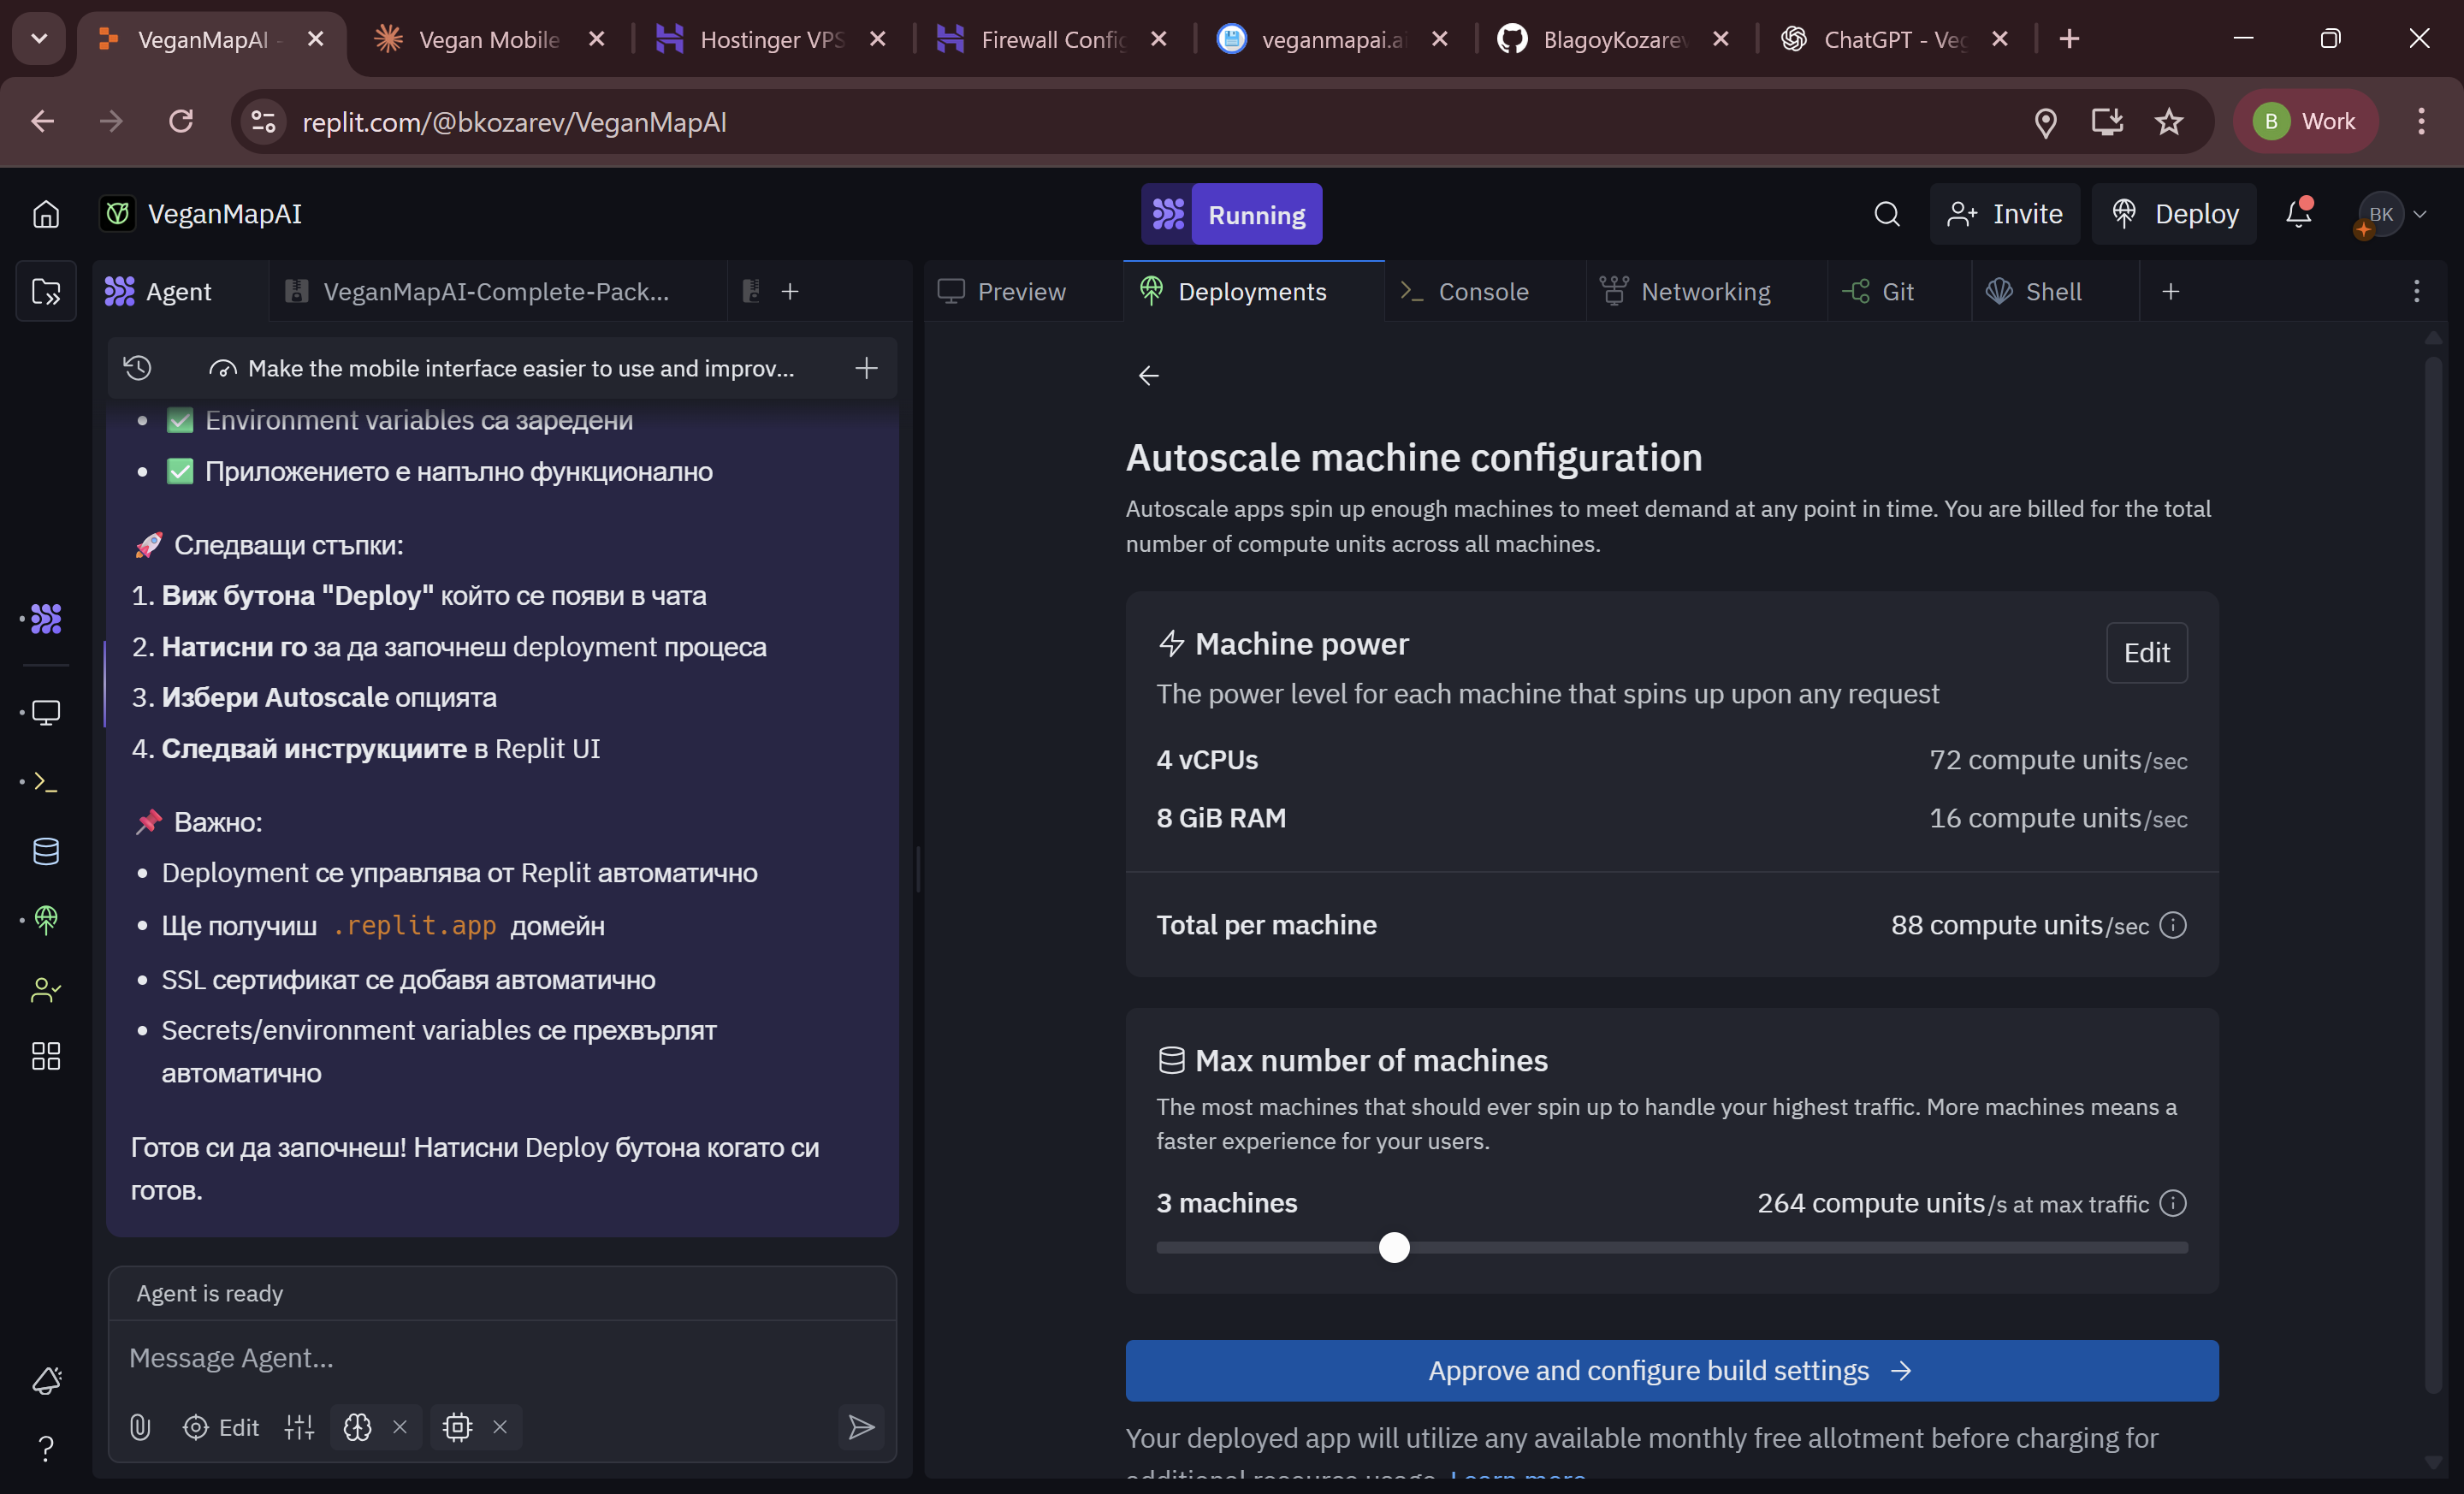 VeganMapAI -
Vegan Mobile
Hostinger VPS
Firewall Config
veganmapai.ai
BlagoyKozarev
ChatGPT - Veg
replit.com/@bkozarev/VeganMapAI
B Work
VeganMapAI
Running
Invite
Deploy
BK
Agent
VeganMapAI-Complete-Pack...
Preview
Deployments
Console
Networking
Git
Shell
Make the mobile interface easier to use and improv...
• ✅ Environment variables са заредени
• ✅ Приложението е напълно функционално
🚀 Следващи стъпки:
1. Виж бутона "Deploy" който се появи в чата
2. Натисни го за да започнеш deployment процеса
3. Избери Autoscale опцията
4. Следвай инструкциите в Replit UI
📌 Важно:
• Deployment се управлява от Replit автоматично
• Ще получиш .replit.app домейн
• SSL сертификат се добавя автоматично
• Secrets/environment variables се прехвърлят
автоматично
Готов си да започнеш! Натисни Deploy бутона когато си
готов.
Agent is ready
Message Agent...
Edit
Autoscale machine configuration
Autoscale apps spin up enough machines to meet demand at any point in time. You are billed for the total
number of compute units across all machines.
Machine power
Edit
The power level for each machine that spins up upon any request
4 vCPUs 72 compute units/sec
8 GiB RAM 16 compute units/sec
Total per machine 88 compute units/sec
Max number of machines
The most machines that should ever spin up to handle your highest traffic. More machines means a
faster experience for your users.
3 machines 264 compute units/s at max traffic
Approve and configure build settings →
Your deployed app will utilize any available monthly free allotment before charging for
additional resource usage. Learn more